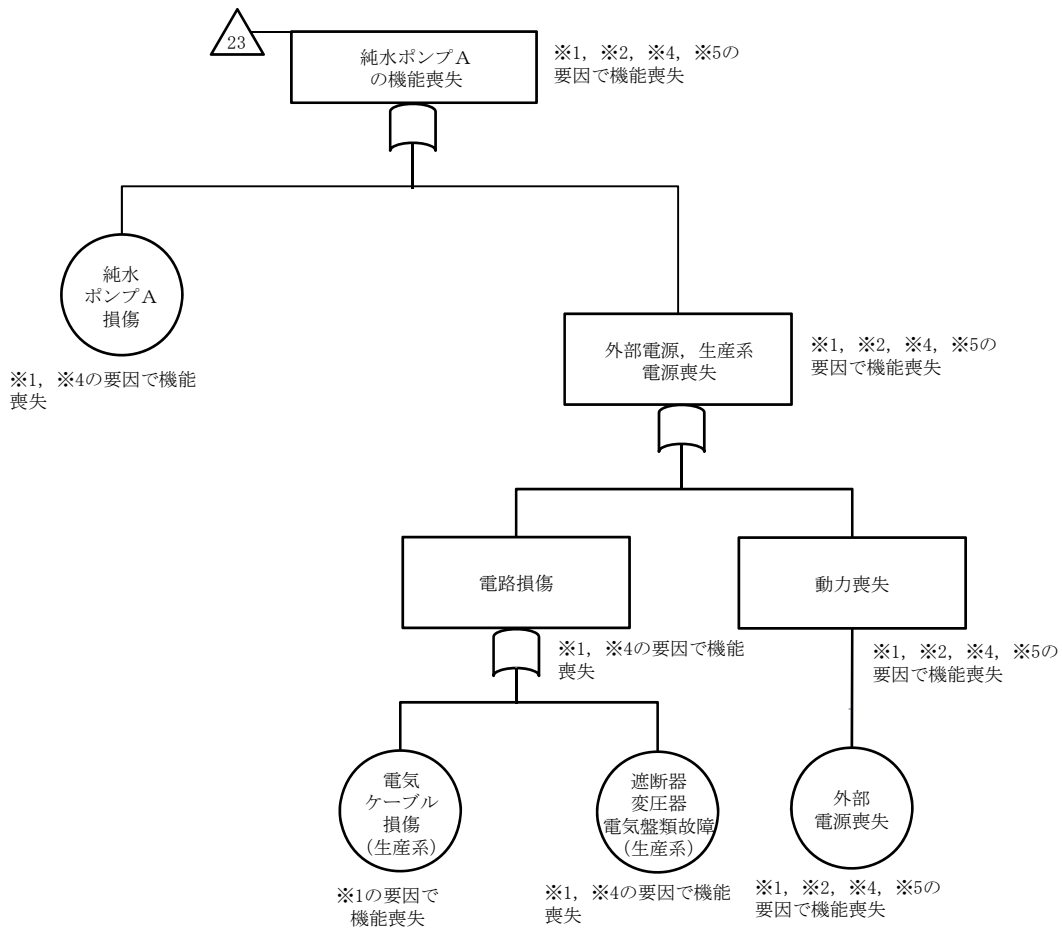 23
純水ポンプA
の機能喪失
※1, ※2, ※4, ※5の
要因で機能喪失
純水
ポンプA
損傷
※1, ※4の要因で機能
喪失
外部電源, 生産系
電源喪失
※1, ※2, ※4, ※5の
要因で機能喪失
電路損傷
※1, ※4の要因で機能
喪失
動力喪失
※1, ※2, ※4, ※5の
要因で機能喪失
電気
ケーブル
損傷
(生産系)
※1の要因で
機能喪失
遮断器
変圧器
電気盤類故障
(生産系)
※1, ※4の要因で機能
喪失
外部
電源喪失
※1, ※2, ※4, ※5の
要因で機能喪失